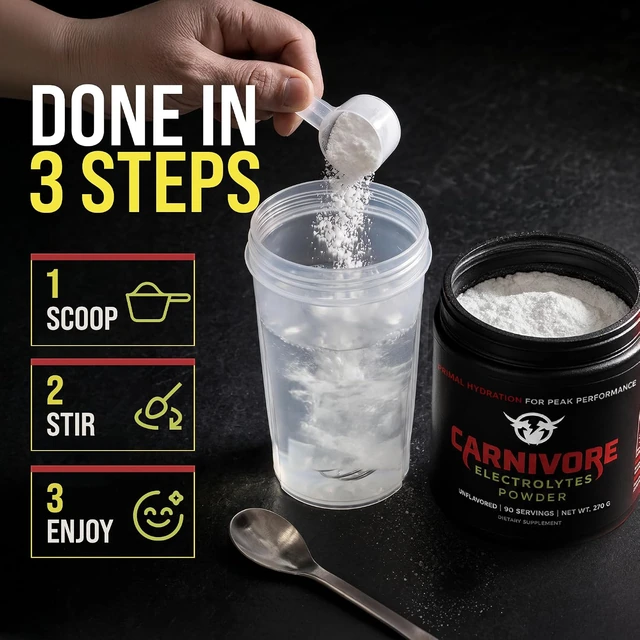 DONE IN
3 STEPS
1
SCOOP
2
STIR
3
ENJOY
PRIMAL HYDRATION FOR PEAK PERFORMANCE
CARNIVORE
ELECTROLYTES
POWDER
UNFLAVORED | 90 SERVINGS | NET WT. 270 G
DIETARY SUPPLEMENT